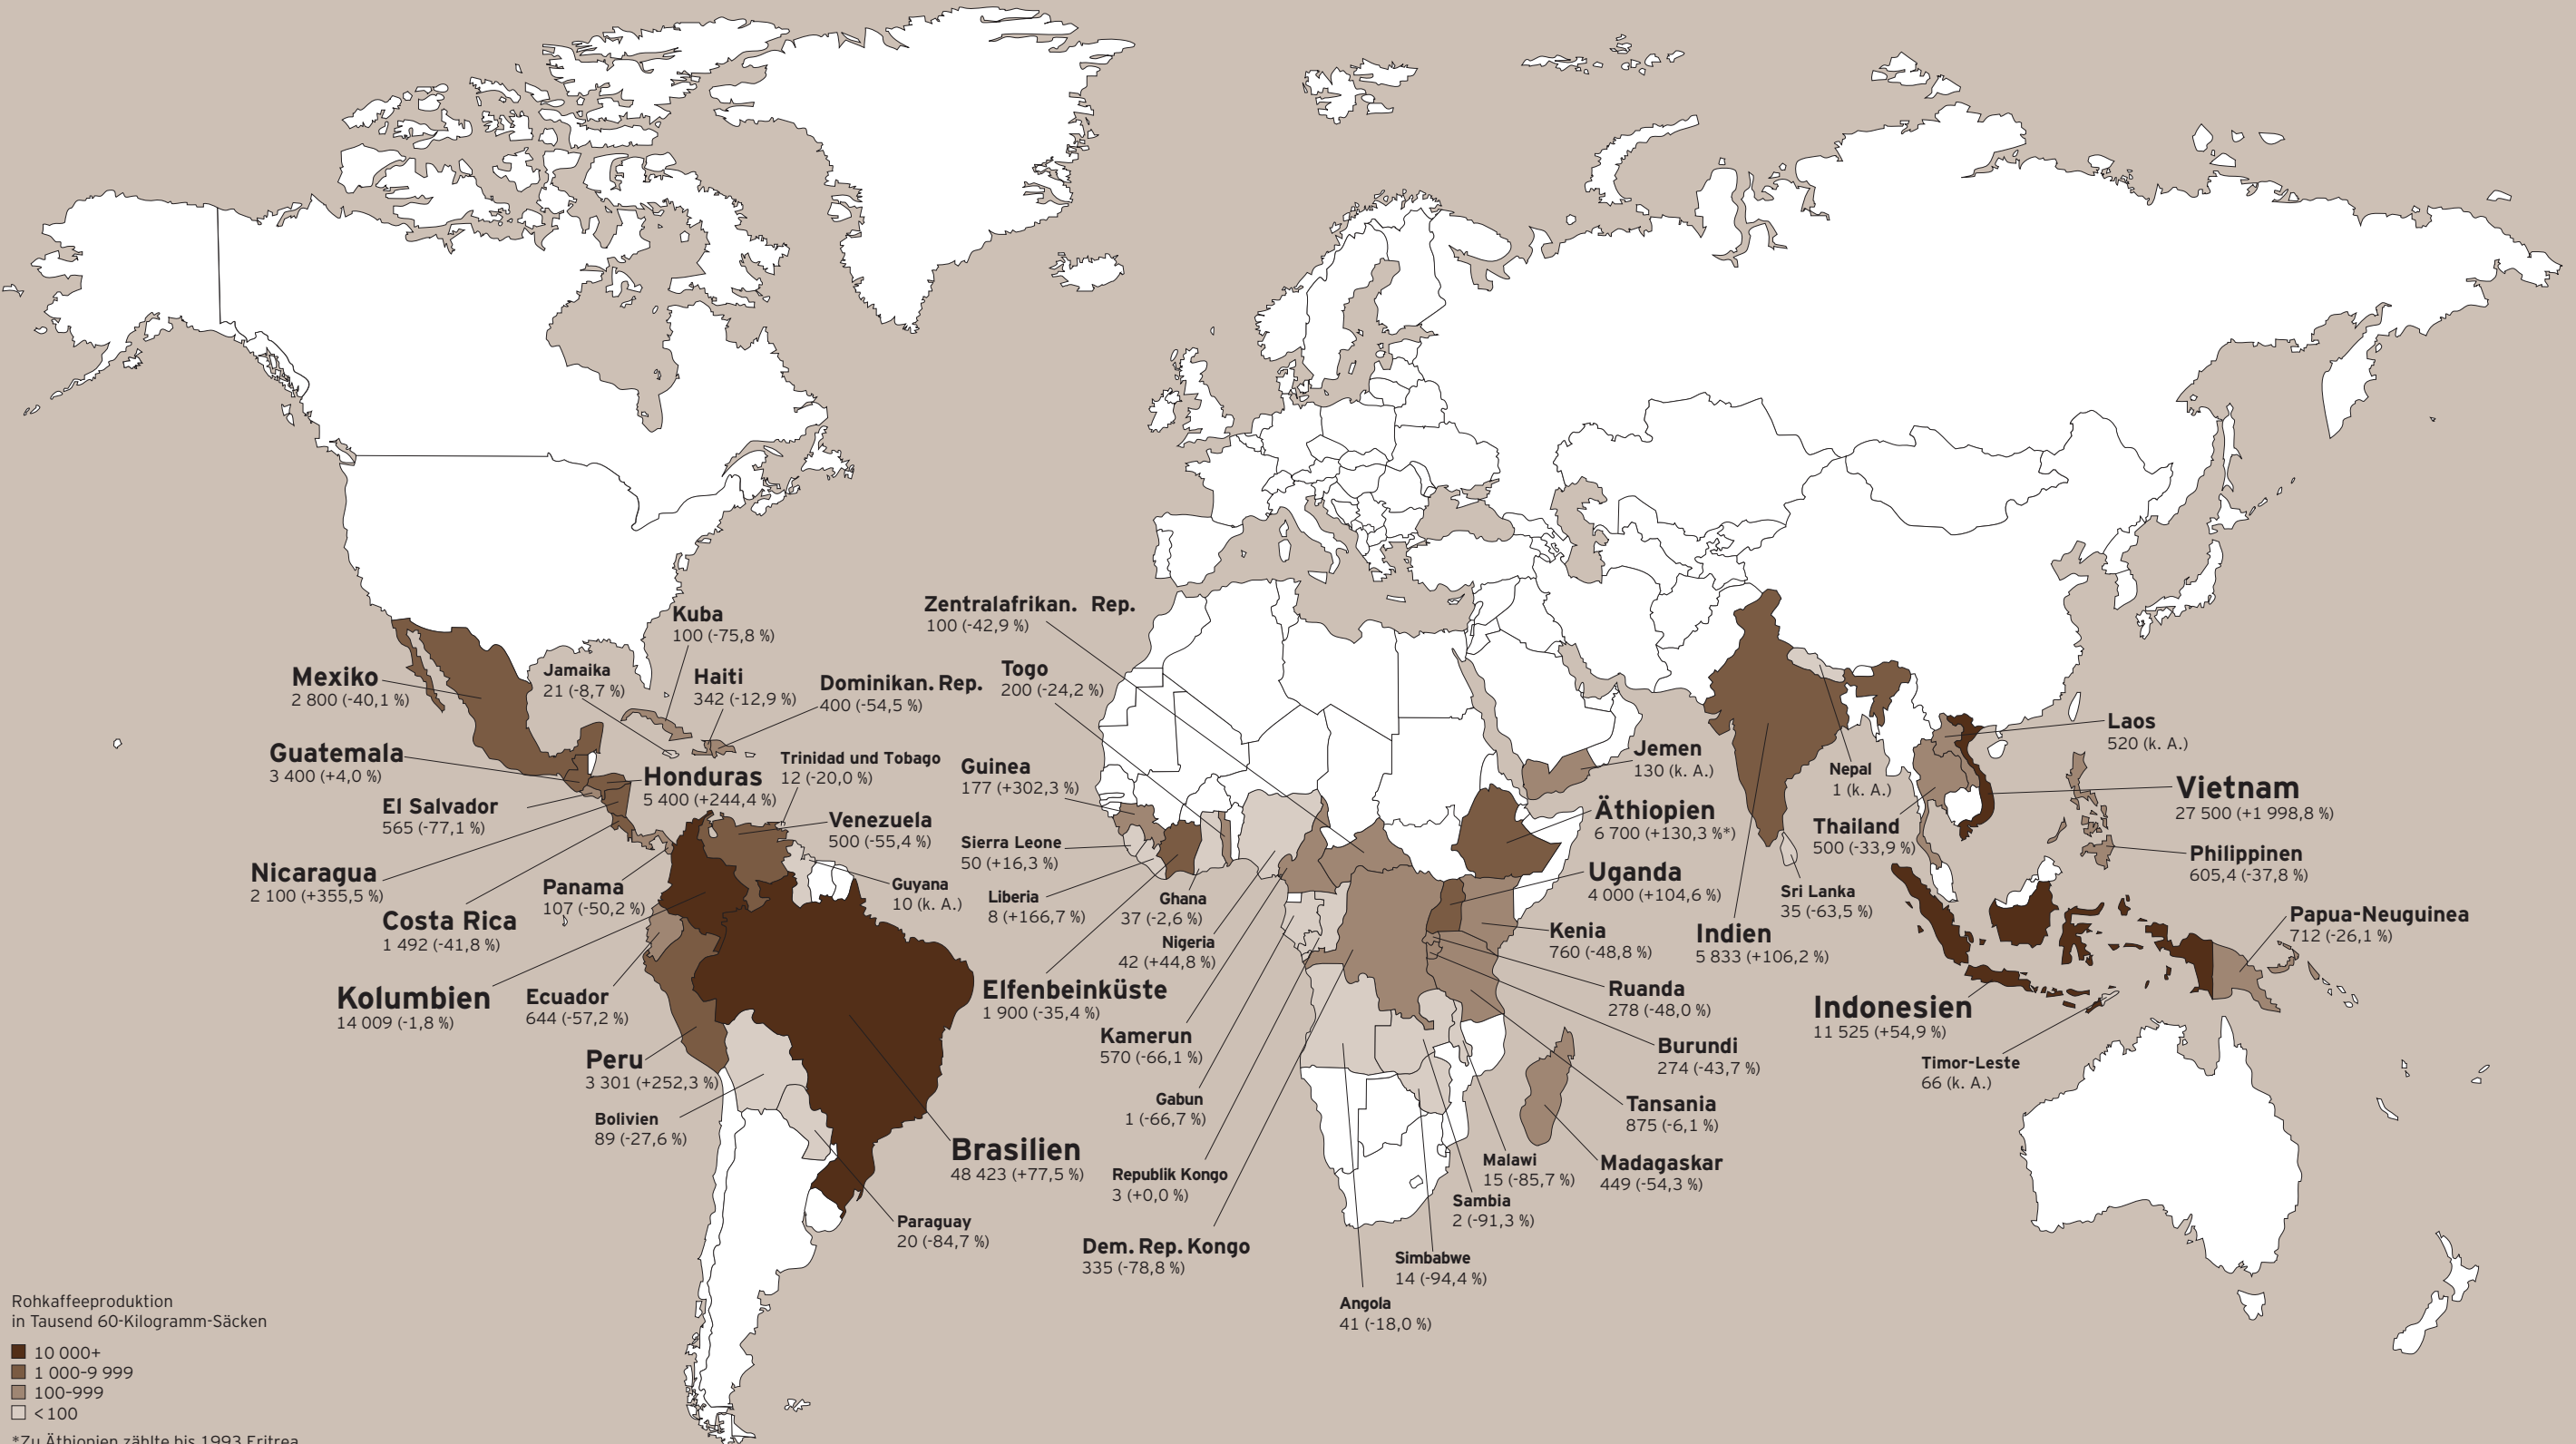 Kuba
100 (-75,8 %)
Zentralafrikan. Rep.
100 (-42,9 %)
Mexiko
2 800 (-40,1 %)
Jamaika
21 (-8,7 %)
Haiti
342 (-12,9 %)
Dominikan. Rep.
400 (-54,5 %)
Togo
200 (-24,2 %)
Guatemala
3 400 (+4,0 %)
Honduras
5 400 (+244,4 %)
Trinidad und Tobago
12 (-20,0 %)
Guinea
177 (+302,3 %)
El Salvador
565 (-77,1 %)
Venezuela
500 (-55,4 %)
Sierra Leone
50 (+16,3 %)
Nicaragua
2 100 (+355,5 %)
Panama
107 (-50,2 %)
Guyana
10 (k. A.)
Liberia
8 (+166,7 %)
Ghana
37 (-2,6 %)
Costa Rica
1 492 (-41,8 %)
Nigeria
42 (+44,8 %)
Kolumbien
14 009 (-1,8 %)
Ecuador
644 (-57,2 %)
Elfenbeinküste
1 900 (-35,4 %)
Peru
3 301 (+252,3 %)
Kamerun
570 (-66,1 %)
Bolivien
89 (-27,6 %)
Gabun
1 (-66,7 %)
Brasilien
48 423 (+77,5 %)
Republik Kongo
3 (+0,0 %)
Paraguay
20 (-84,7 %)
Dem. Rep. Kongo
335 (-78,8 %)
Angola
41 (-18,0 %)
Simbabwe
14 (-94,4 %)
Sambia
2 (-91,3 %)
Malawi
15 (-85,7 %)
Madagaskar
449 (-54,3 %)
Tansania
875 (-6,1 %)
Burundi
274 (-43,7 %)
Ruanda
278 (-48,0 %)
Kenia
760 (-48,8 %)
Uganda
4 000 (+104,6 %)
Äthiopien
6 700 (+130,3 %*)
Jemen
130 (k. A.)
Indien
5 833 (+106,2 %)
Nepal
1 (k. A.)
Sri Lanka
35 (-63,5 %)
Thailand
500 (-33,9 %)
Laos
520 (k. A.)
Vietnam
27 500 (+1 998,8 %)
Philippinen
605,4 (-37,8 %)
Papua-Neuguinea
712 (-26,1 %)
Indonesien
11 525 (+54,9 %)
Timor-Leste
66 (k. A.)
Rohkaffeeproduktion
in Tausend 60-Kilogramm-Säcken
10 000+
1 000–9 999
100–999
<100
*Zu Äthiopien zählte bis 1993 Eritrea